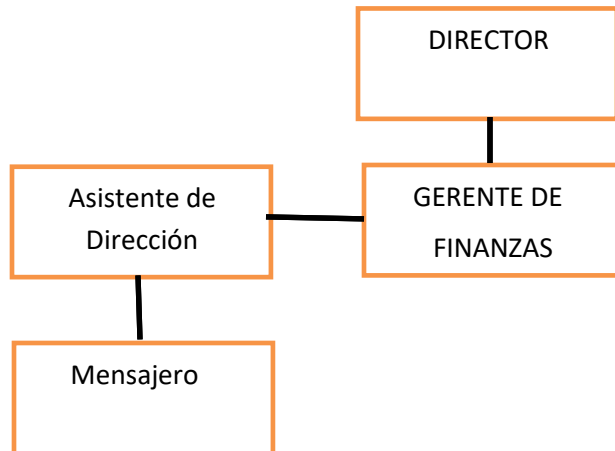 DIRECTOR
Asistente de
Dirección
GERENTE DE
FINANZAS
Mensajero